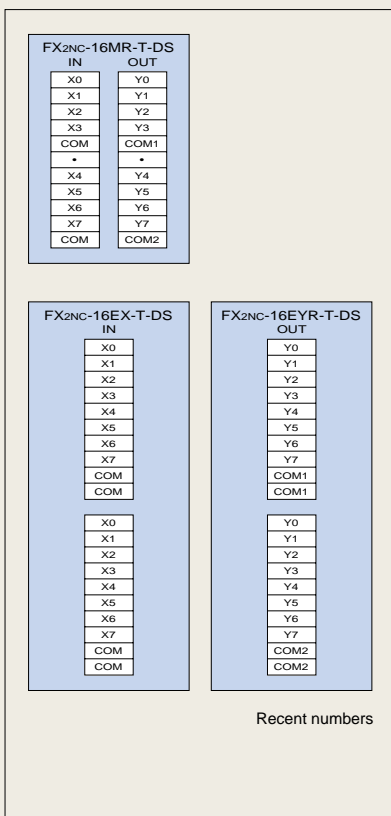 FX2NC-16MR-T-DS
IN OUT
X0 Y0
X1 Y1
X2 Y2
X3 Y3
COM COM1
• •
X4 Y4
X5 Y5
X6 Y6
X7 Y7
COM COM2
FX2NC-16EX-T-DS
IN
X0
X1
X2
X3
X4
X5
X6
X7
COM
COM
X0
X1
X2
X3
X4
X5
X6
X7
COM
COM
FX2NC-16EYR-T-DS
OUT
Y0
Y1
Y2
Y3
Y4
Y5
Y6
Y7
COM1
COM1
Y0
Y1
Y2
Y3
Y4
Y5
Y6
Y7
COM2
COM2
Recent numbers